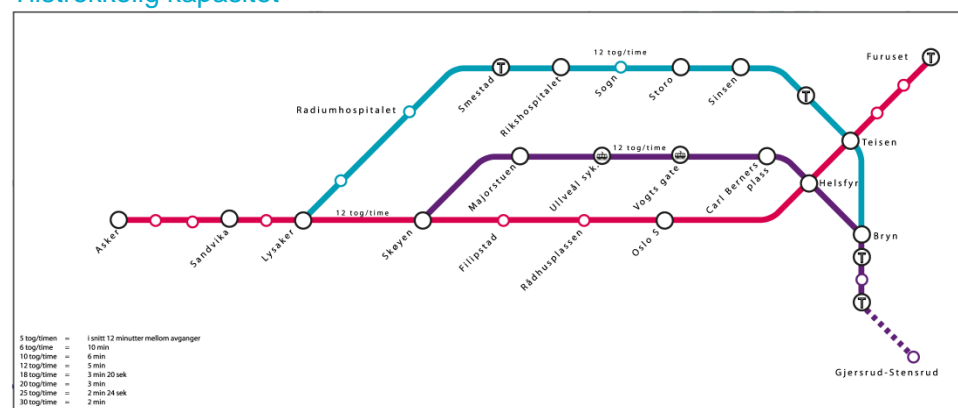 12 tog/time
Furuset
Smestad
Rikshospitalet
Sogn
Storo
Sinsen
Radiumhospitalet
Teisen
12 tog/time
Majorstuen
Ullveål syk.
Vogts gate
Carl Berners
plass
Helsfyr
12 tog/time
Asker
Sandvika
Lysaker
Skøyen
Filipstad
Rådhusplassen
Oslo S
Bryn
Gjersrud-Stensrud
5 tog/timen = i snitt 12 minutter mellom avganger
6 tog/time = 10 min
10 tog/time = 6 min
12 tog/time = 5 min
18 tog/time = 3 min 20 sek
20 tog/time = 3 min
25 tog/time = 2 min 24 sek
30 tog/time = 2 min
T
T
T
T
T